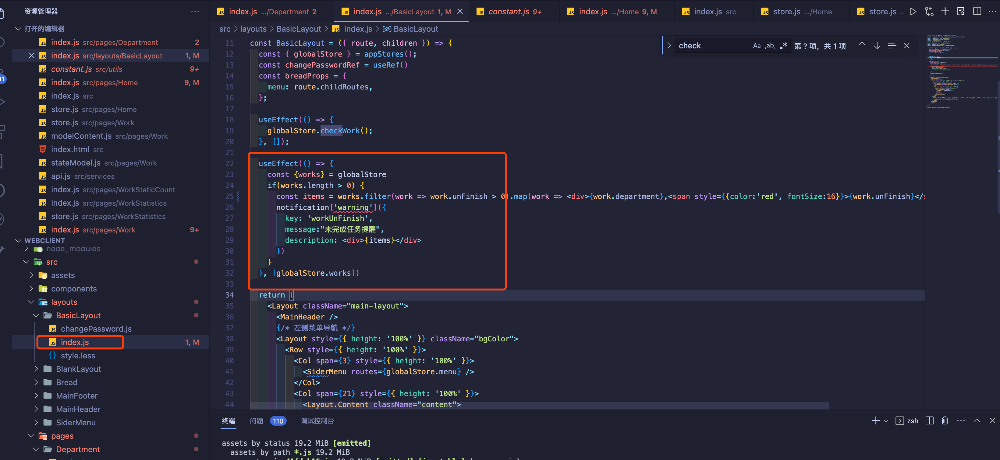 资源管理器
打开的编辑器
index.js src/pages/Department 2
index.js src/layouts/BasicLayout 1, M
constant.js src/utils 9+
index.js src/pages/Home 9, M
index.js src
store.js src/pages/Home
store.js src/pages/Work
modelContent.js src/pages/Work
index.html src
stateModel.js src/pages/Work
api.js src/services
index.js src/pages/WorkStaticCount
index.js src/pages/WorkStatistics
store.js src/pages/WorkStatistics
index.js src/pages/Work 9+
WEBCLIENT
node_modules
src
assets
components
layouts
BasicLayout
changePassword.js
index.js 1, M
style.less
BlankLayout
Bread
MainFooter
MainHeader
SiderMenu
pages
Department
11
index.js .../Department 2
index.js .../BasicLayout 1, M
constant.js 9+
index.js .../Home 9, M
index.js src
store.js .../Home
store.js ...
src > layouts > BasicLayout > index.js > BasicLayout
check Aa ab 第 ? 项, 共 1 项
11 const BasicLayout = ({ route, children }) => {
12 const { globalStore } = appStores();
13 const changePasswordRef = useRef()
14 const breadProps = {
15 menu: route.childRoutes,
16 };
17
18 useEffect(() => {
19 globalStore.checkWork();
20 }, []);
21
22 useEffect(() => {
23 const {works} = globalStore
24 if(works.length > 0) {
25 const items = works.filter(work => work.unFinish > 0).map(work => <div>{work.department},<span style={{color:'red', fontSize:16}}>{work.unFinish}</s
26 notification['warning']({
27 key: 'workUnFinish',
28 message:"未完成任务提醒",
29 description: <div>{items}</div>
30 })
31 }
32 }, [globalStore.works])
33
34 return (
35 <Layout className="main-layout">
36 <MainHeader />
37 {/* 左侧菜单导航 */}
38 <Layout style={{ height: '100%' }} className="bgColor">
39 <Row style={{ height: '100%' }}>
40 <Col span={3} style={{ height: '100%' }}>
41 <SiderMenu routes={globalStore.menu} />
42 </Col>
43 <Col span={21} style={{ height: '100%' }}>
44 <Layout.Content className="content">
终端 问题 110 调试控制台
zsh
assets by status 19.2 MiB [emitted]
assets by path *.js 19.2 MiB